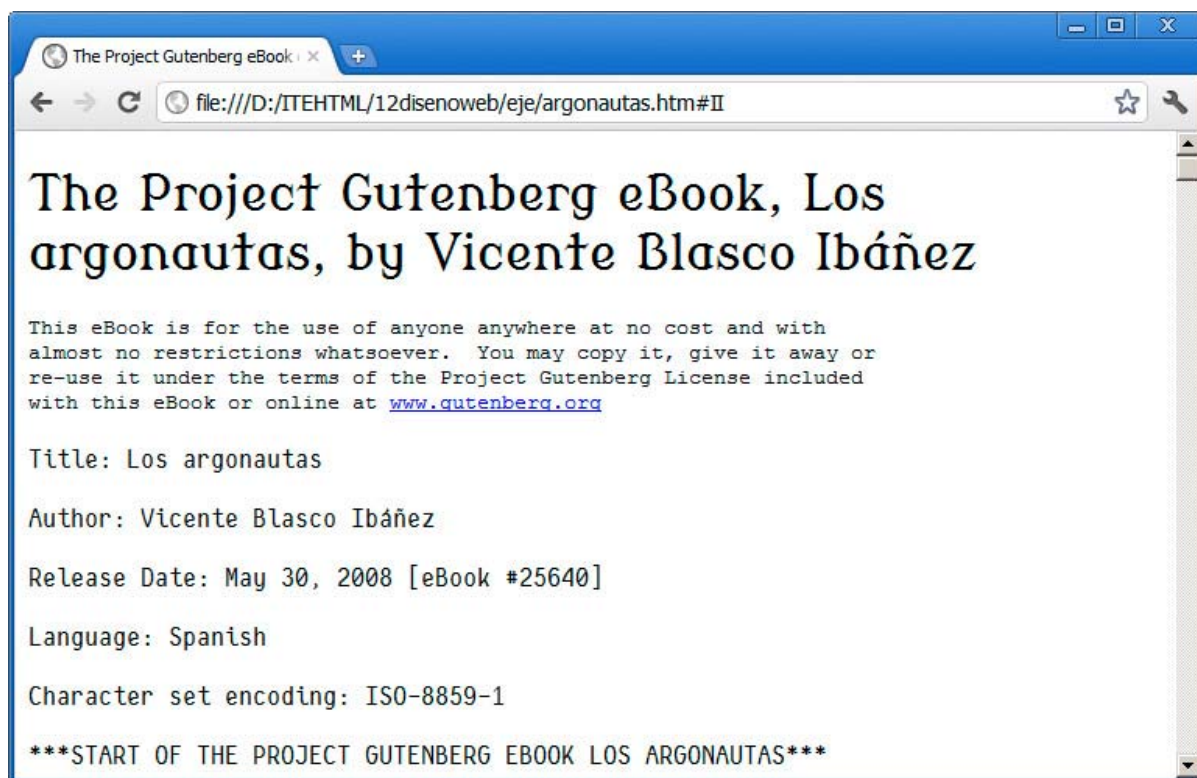 The Project Gutenberg eBook
file:///D:/ITEHTML/12disenoweb/eje/argonautas.htm#II
The Project Gutenberg eBook, Los
argonautas, by Vicente Blasco Ibáñez
This eBook is for the use of anyone anywhere at no cost and with
almost no restrictions whatsoever.  You may copy it, give it away or
re-use it under the terms of the Project Gutenberg License included
with this eBook or online at www.gutenberg.org
Title: Los argonautas
Author: Vicente Blasco Ibáñez
Release Date: May 30, 2008 [eBook #25640]
Language: Spanish
Character set encoding: ISO-8859-1
***START OF THE PROJECT GUTENBERG EBOOK LOS ARGONAUTAS***